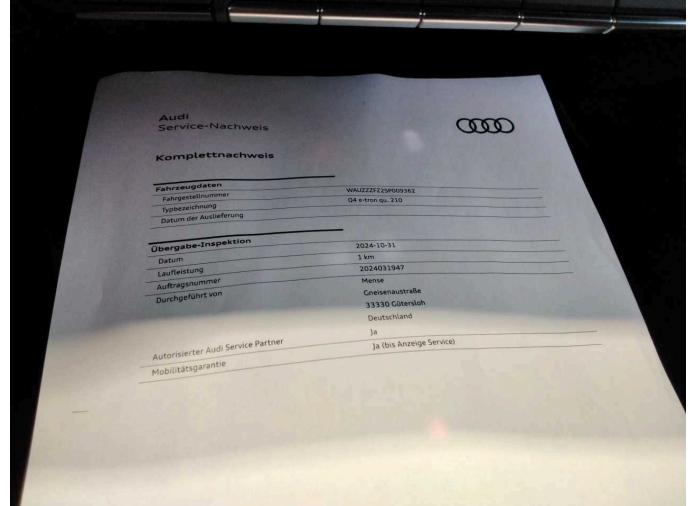 Audi
Service-Nachweis
Komplettnachweis
Fahrzeugdaten
Fahrgestellnummer WAUZZZFZ2SP009362
Typbezeichnung Q4 e-tron qu. 210
Datum der Auslieferung
Übergabe-Inspektion
Datum 2024-10-31
Laufleistung 1 km
Auftragsnummer 2024031947
Durchgeführt von Mense
Gneisenaustraße
33330 Gütersloh
Deutschland
Autorisierter Audi Service Partner Ja
Mobilitätsgarantie Ja (bis Anzeige Service)